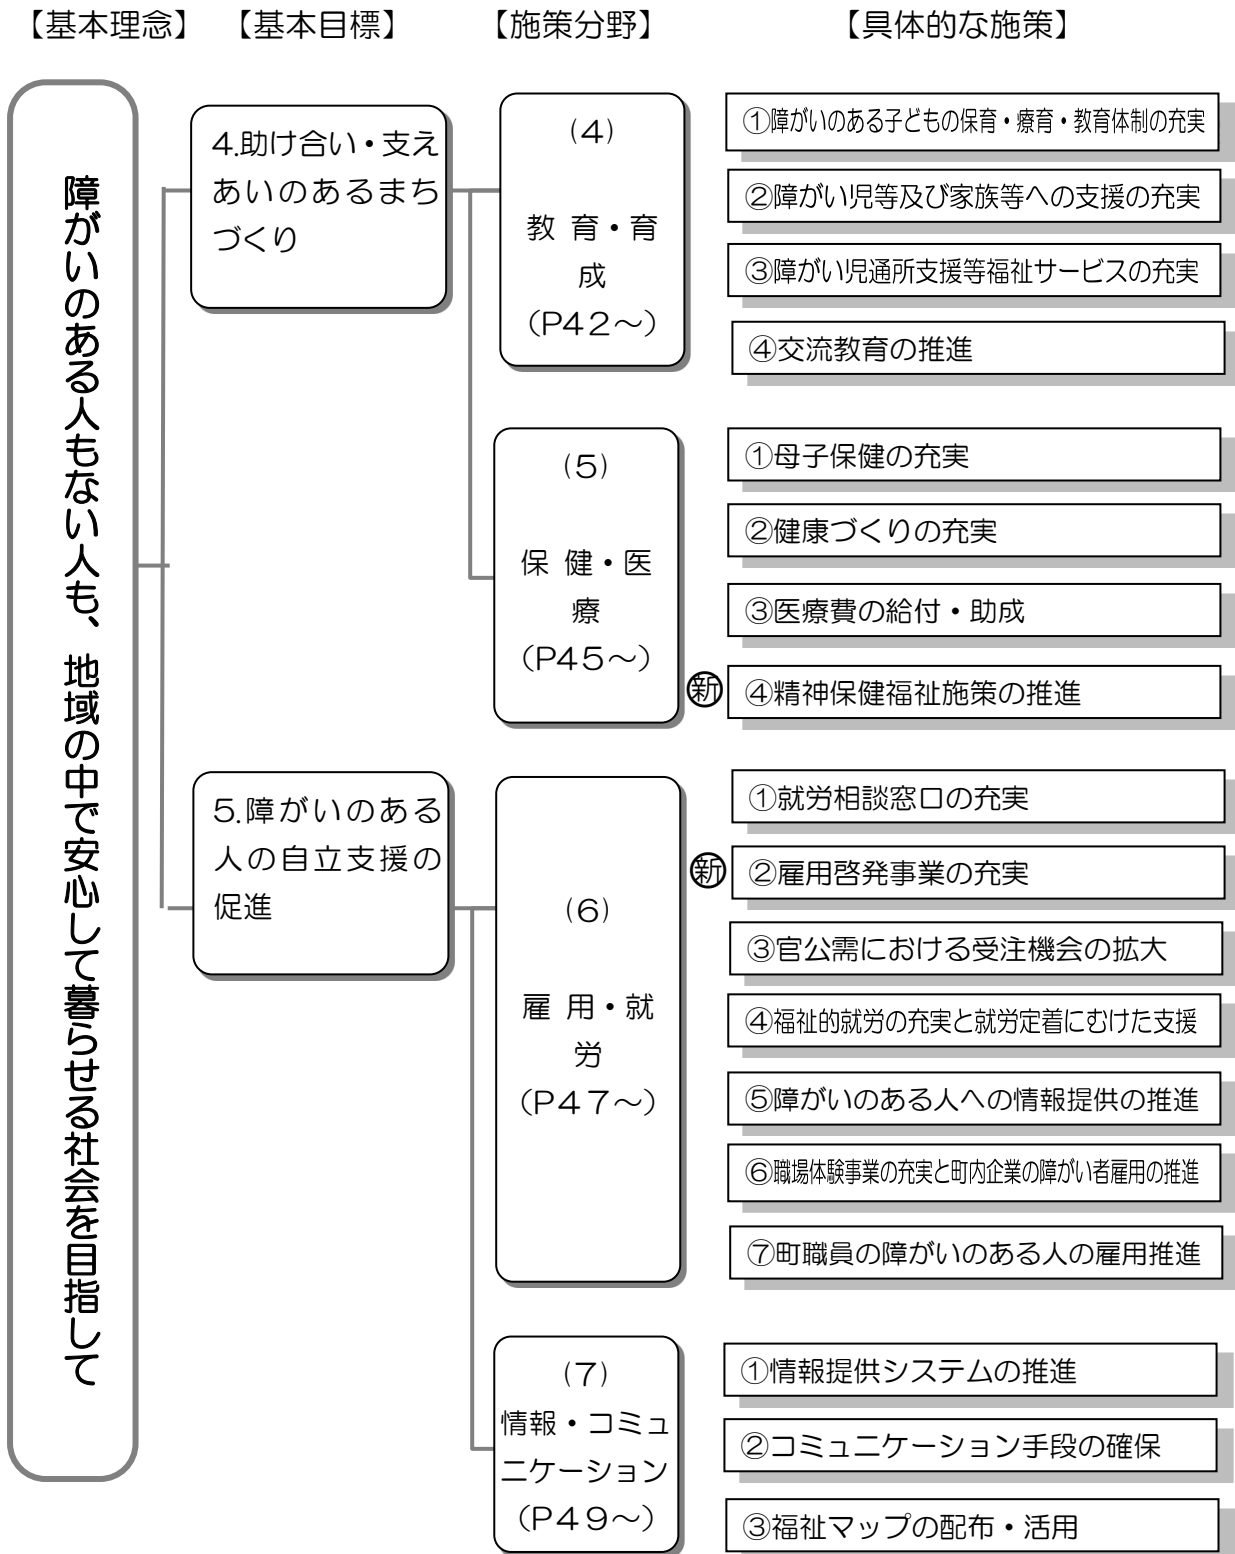 【基本理念】 【基本目標】 【施策分野】 【具体的な施策】
障がいのある人もない人も、地域の中で安心して暮らせる社会を目指して
4.助け合い・支え
あいのあるまち
づくり
(4)
教 育・育
成
(P42～)
①障がいのある子どもの保育・療育・教育体制の充実
②障がい児等及び家族等への支援の充実
③障がい児通所支援等福祉サービスの充実
④交流教育の推進
(5)
保 健・医
療
(P45～)
①母子保健の充実
②健康づくりの充実
③医療費の給付・助成
新 ④精神保健福祉施策の推進
5.障がいのある
人の自立支援の
促進
(6)
雇 用・就
労
(P47～)
①就労相談窓口の充実
新 ②雇用啓発事業の充実
③官公需における受注機会の拡大
④福祉的就労の充実と就労定着にむけた支援
⑤障がいのある人への情報提供の推進
⑥職場体験事業の充実と町内企業の障がい者雇用の推進
⑦町職員の障がいのある人の雇用推進
(7)
情報・コミュ
ニケーション
(P49～)
①情報提供システムの推進
②コミュニケーション手段の確保
③福祉マップの配布・活用